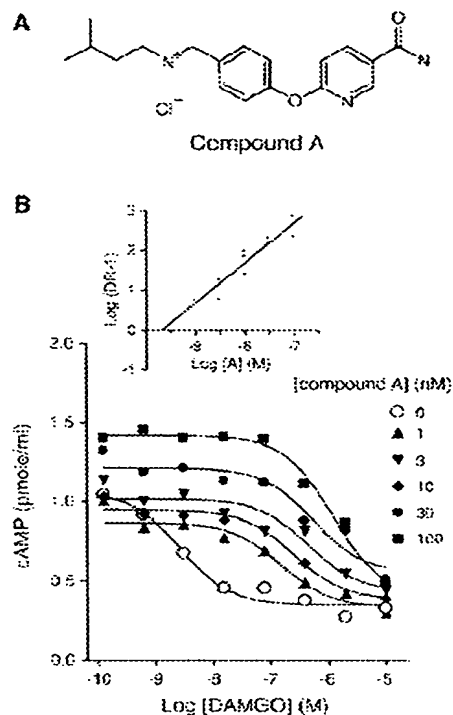 A
O
N⁺
N
O
N
Cl⁻
Compound A
B
3
2
1
0
-1
Log (DR-1)
-9 -8 -7
Log [A] (M)
2.0
1.5
1.0
0.5
0.0
cAMP (pmole/ml)
[compound A] (nM)
0
1
3
10
30
100
-10 -9 -8 -7 -6 -5
Log [DAMGO] (M)